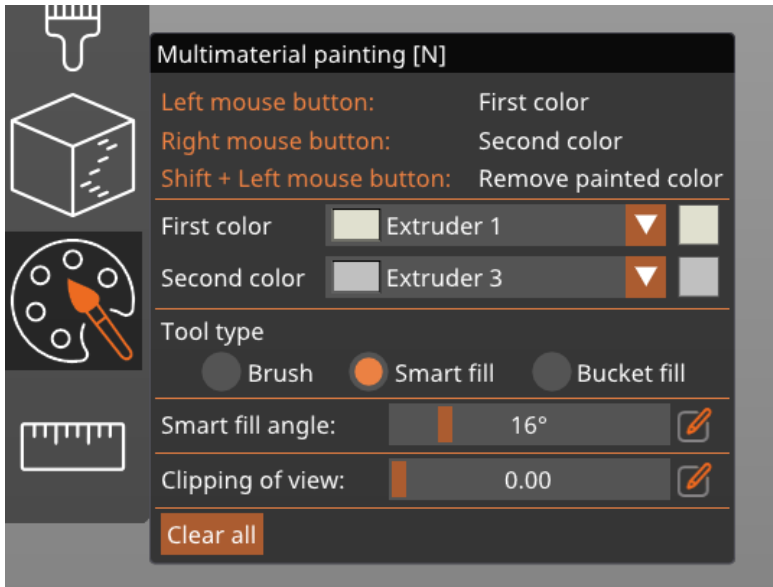 Multimaterial painting [N]
Left mouse button: First color
Right mouse button: Second color
Shift + Left mouse button: Remove painted color
First color Extruder 1
Second color Extruder 3
Tool type
Brush Smart fill Bucket fill
Smart fill angle: 16°
Clipping of view: 0.00
Clear all